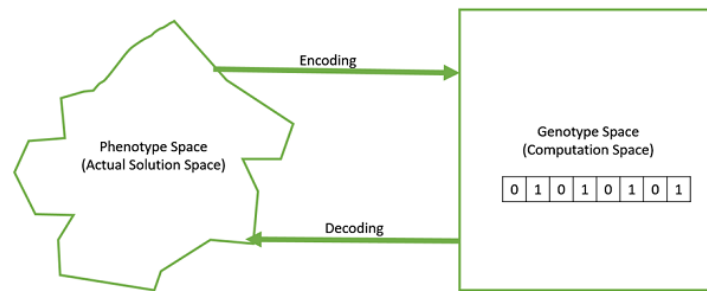 Encoding
Phenotype Space
(Actual Solution Space)
Genotype Space
(Computation Space)
0 1 0 1 0 1 0 1
Decoding